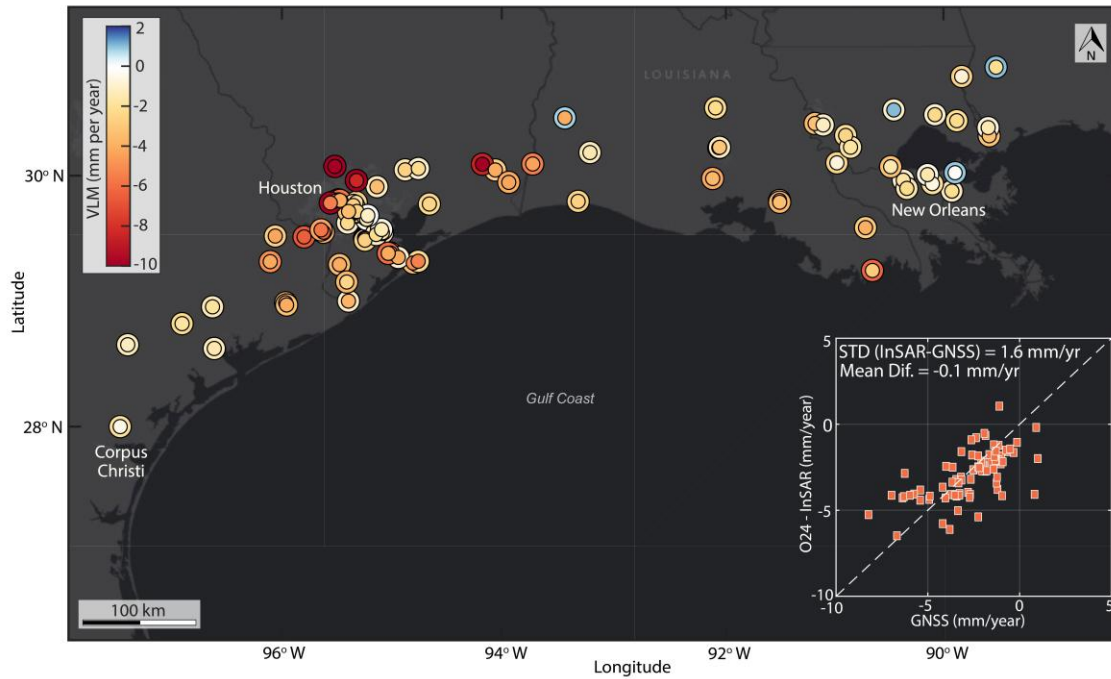 2
0
-2
-4
-6
-8
-10
VLM (mm per year)
N
LOUISIANA
30° N
Houston
New Orleans
Latitude
28° N
Corpus
Christi
Gulf Coast
5
STD (InSAR-GNSS) = 1.6 mm/yr
Mean Dif. = -0.1 mm/yr
0
-5
-10
O24 - InSAR (mm/year)
-10
-5
0
5
GNSS (mm/year)
100 km
96° W
94° W
92° W
90° W
Longitude